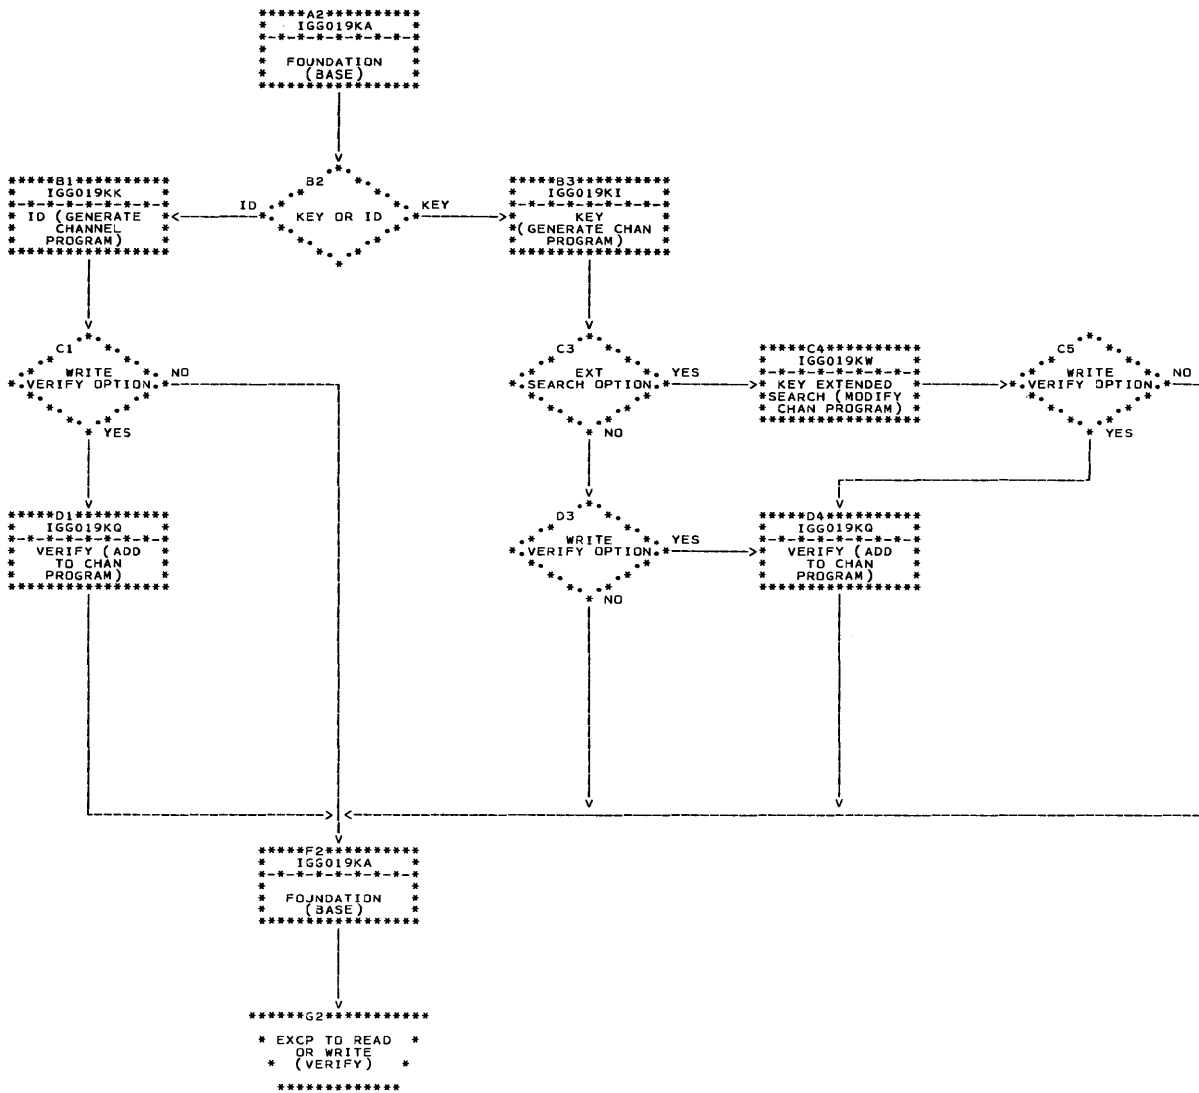 A2
IGG019KA
FOUNDATION
(BASE)
B1
IGG019KK
ID (GENERATE
CHANNEL
PROGRAM)
ID
B2
KEY OR ID
KEY
B3
IGG019KI
KEY
(GENERATE CHAN
PROGRAM)
C1
WRITE
VERIFY OPTION
NO
YES
C3
EXT
SEARCH OPTION
YES
NO
C4
IGG019KW
KEY EXTENDED
SEARCH (MODIFY
CHAN PROGRAM)
C5
WRITE
VERIFY OPTION
NO
YES
D1
IGG019KQ
VERIFY (ADD
TO CHAN
PROGRAM)
D3
WRITE
VERIFY OPTION
YES
NO
D4
IGG019KQ
VERIFY (ADD
TO CHAN
PROGRAM)
F2
IGG019KA
FOUNDATION
(BASE)
G2
EXCP TO READ
OR WRITE
(VERIFY)